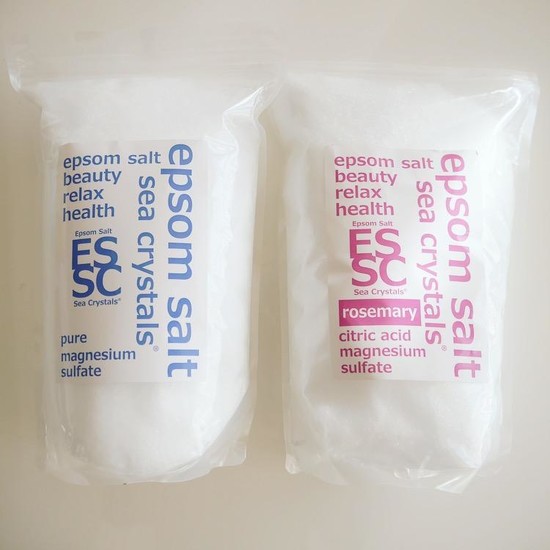 epsom salt
beauty
relax
health
Epsom Salt
ES
SC
Sea Crystals®
pure
magnesium
sulfate
epsom salt
sea crystals®
epsom salt
beauty
relax
health
Epsom Salt
ES
SC
Sea Crystals®
rosemary
citric acid
magnesium
sulfate
epsom salt
sea crystals®